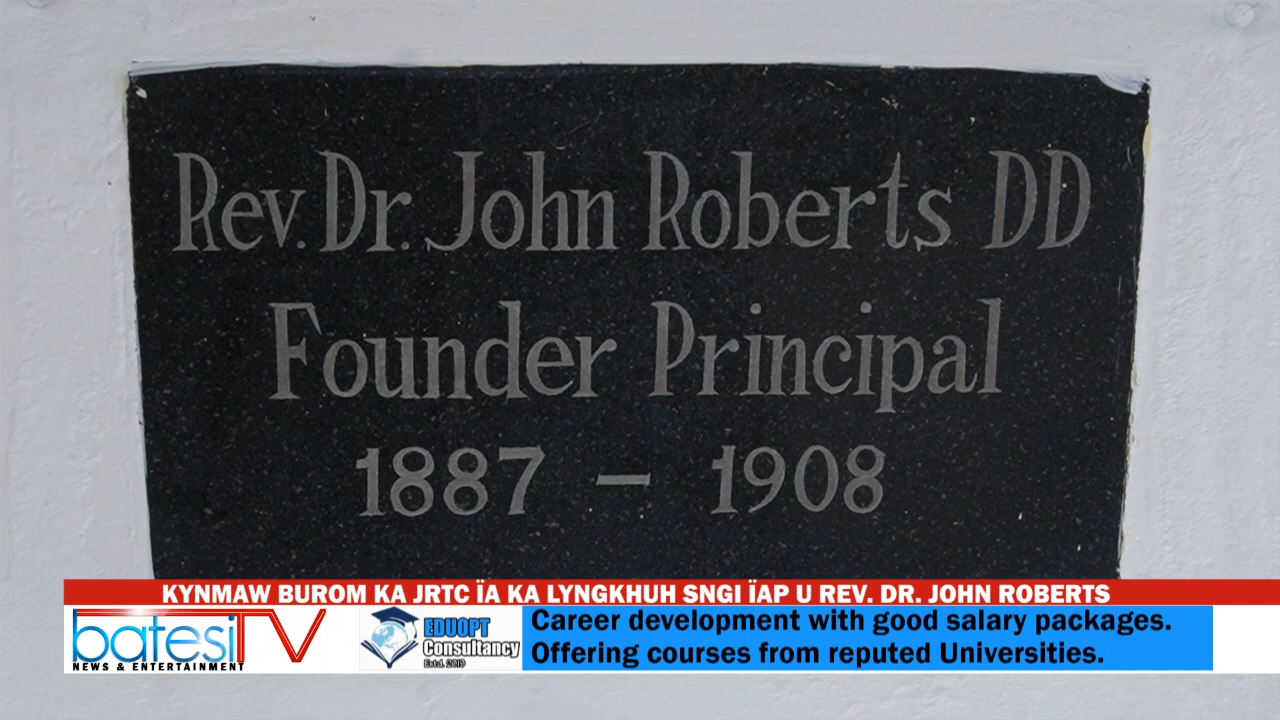 Rev. Dr. John Roberts DD
Founder Principal
1887 – 1908
KYNMAW BUROM KA JRTC ÏA KA LYNGKHUH SNGI ÏAP U REV. DR. JOHN ROBERTS
batesi TV
NEWS & ENTERTAINMENT
EDUOPT
Consultancy
Estd. 2019
Career development with good salary packages.
Offering courses from reputed Universities.